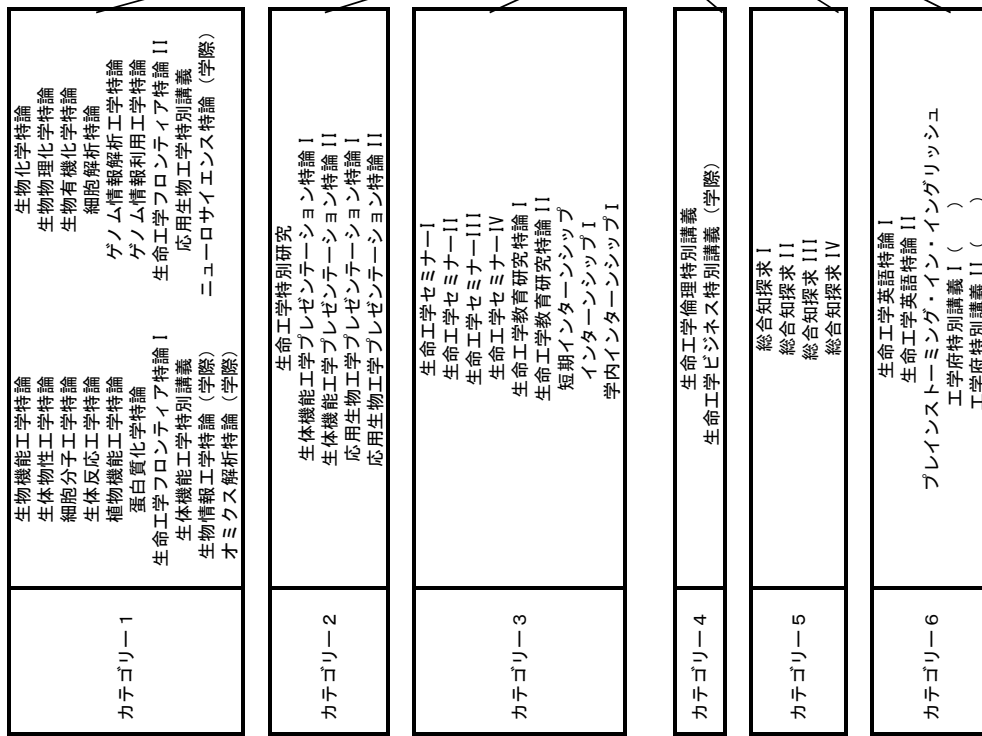 カテゴリー１
生物機能工学特論
生体物性工学特論
細胞分子工学特論
生体反応工学特論
植物機能工学特論
蛋白質化学特論
生命工学フロンティア特論 I
生体機能工学特別講義
生物情報工学特論（学際）
オミクス解析特論（学際）
生物化学特論
生物物理化学特論
生物有機化学特論
細胞解析特論
ゲノム情報解析工学特論
ゲノム情報利用工学特論
生命工学フロンティア特論 II
応用生物工学特別講義
ニューロサイエンス特論（学際）
カテゴリー２
生命工学特別研究
生体機能工学プレゼンテーション特論 I
生体機能工学プレゼンテーション特論 II
応用生物工学プレゼンテーション特論 I
応用生物工学プレゼンテーション特論 II
カテゴリー３
生命工学セミナーI
生命工学セミナーII
生命工学セミナーIII
生命工学セミナーIV
生命工学教育研究特論 I
生命工学教育研究特論 II
短期インターンシップ
インターンシップ I
学内インターンシップ I
カテゴリー４
生命工学倫理特別講義
生命工学ビジネス特別講義（学際）
カテゴリー５
総合知探求 I
総合知探求 II
総合知探求 III
総合知探求 IV
カテゴリー６
生命工学英語特論 I
生命工学英語特論 II
ブレインストーミング・イン・イングリッシュ
工学府特別講義 I（　　）
工学府特別講義 II（　　）